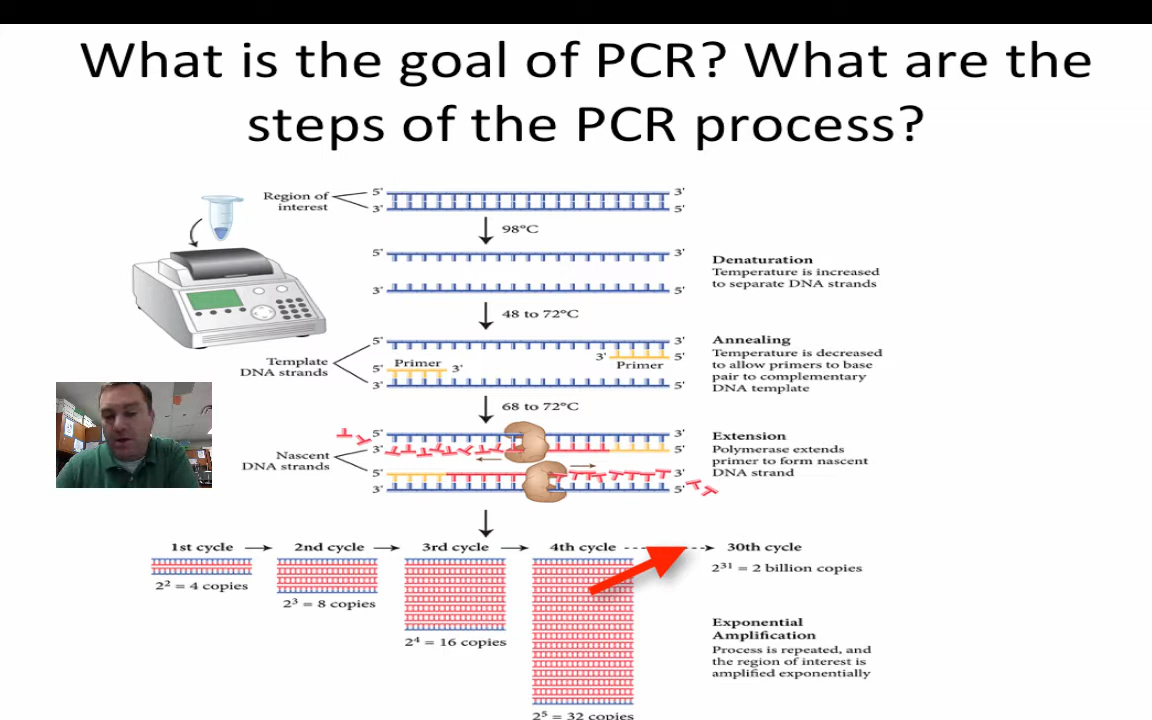 What is the goal of PCR? What are the
steps of the PCR process?
Region of
interest
5'
3'
3'
5'
98°C
5'
3'
3'
5'
Denaturation
Temperature is increased
to separate DNA strands
48 to 72°C
Template
DNA strands
5'
3'
3'
5'
Primer
5'
Primer
3'
3'
5'
Annealing
Temperature is decreased
to allow primers to base
pair to complementary
DNA template
68 to 72°C
Nascent
DNA strands
5'
3'
3'
5'
5'
3'
3'
5'
Extension
Polymerase extends
primer to form nascent
DNA strand
1st cycle
2nd cycle
3rd cycle
4th cycle
30th cycle
2² = 4 copies
2³ = 8 copies
2⁴ = 16 copies
2⁵ = 32 copies
2³¹ = 2 billion copies
Exponential
Amplification
Process is repeated, and
the region of interest is
amplified exponentially